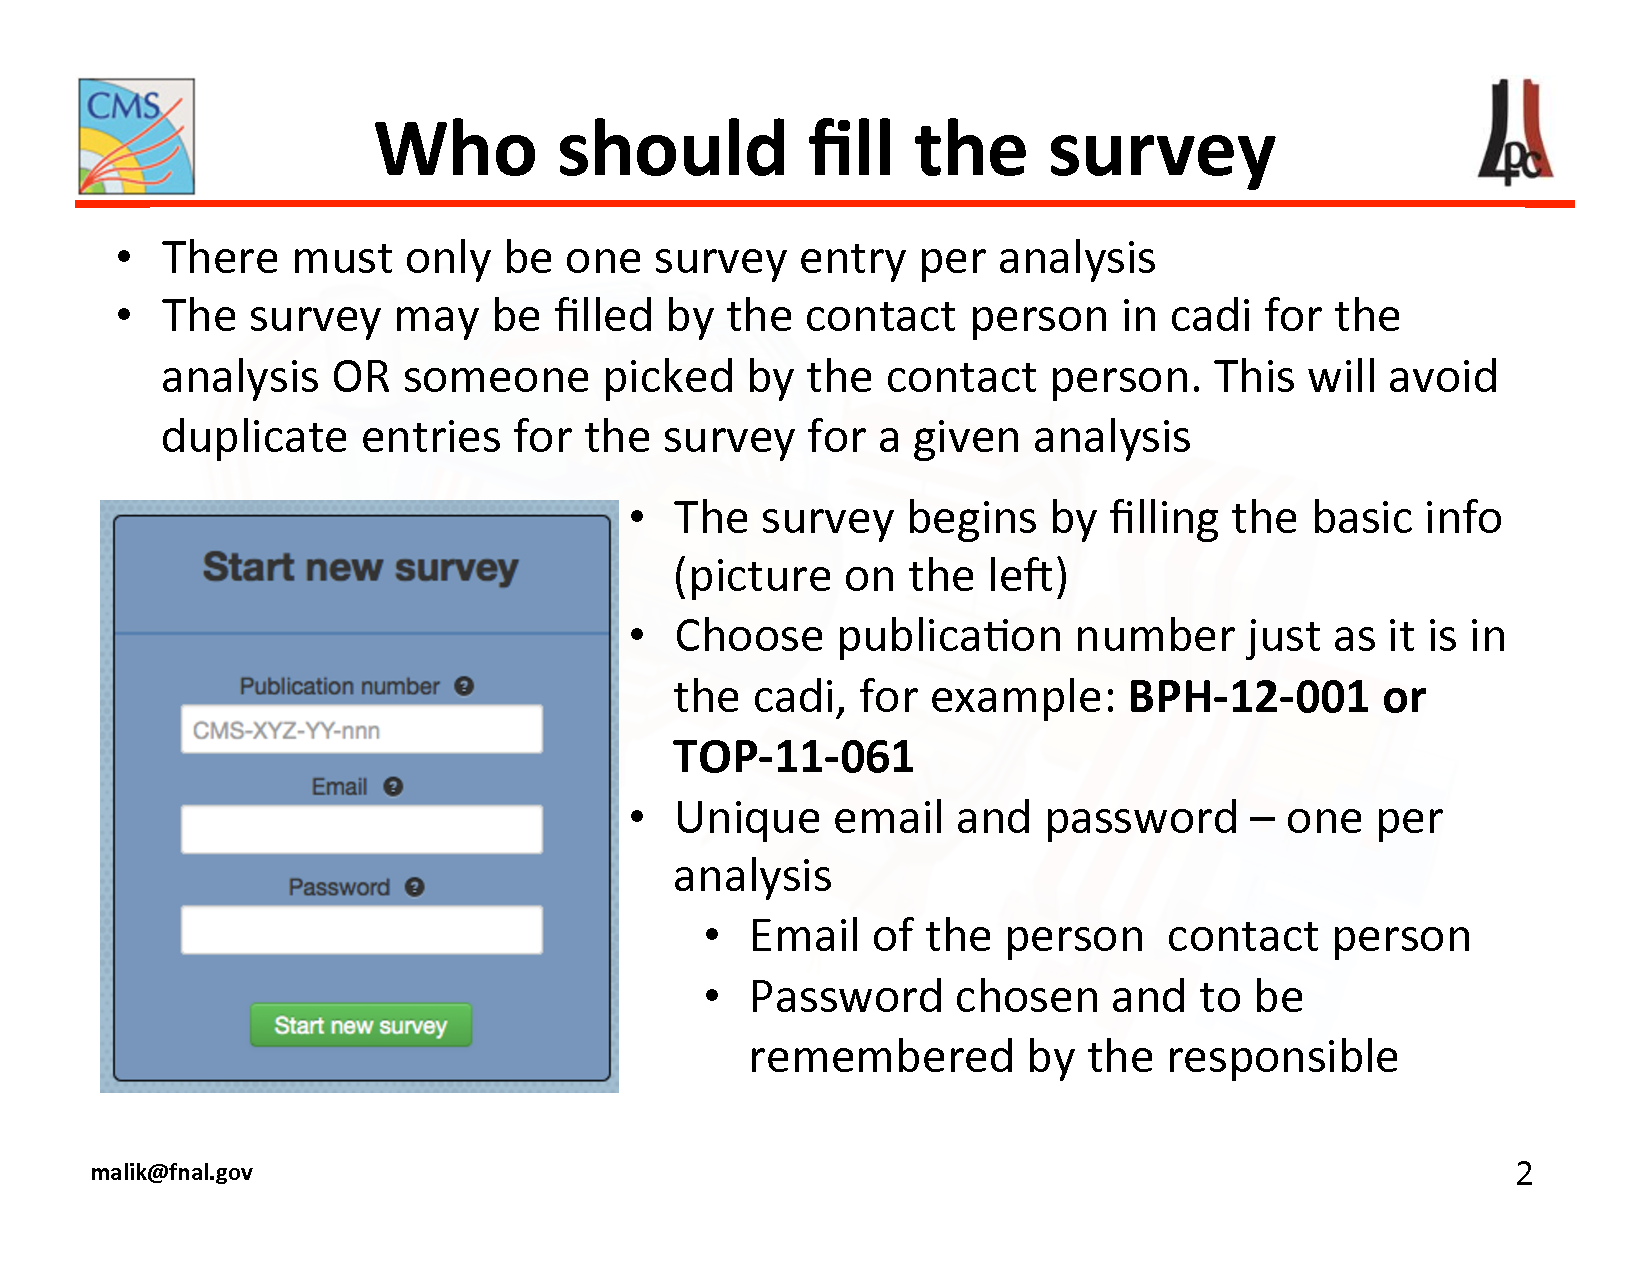 CMS
Who should fill the survey
LPC
• There must only be one survey entry per analysis
• The survey may be filled by the contact person in cadi for the
analysis OR someone picked by the contact person. This will avoid
duplicate entries for the survey for a given analysis
Start new survey
Publication number ?
CMS-XYZ-YY-nnn
Email ?
Password ?
Start new survey
• The survey begins by filling the basic info
(picture on the left)
• Choose publication number just as it is in
the cadi, for example: BPH-12-001 or
TOP-11-061
• Unique email and password – one per
analysis
• Email of the person  contact person
• Password chosen and to be
remembered by the responsible
malik@fnal.gov
2